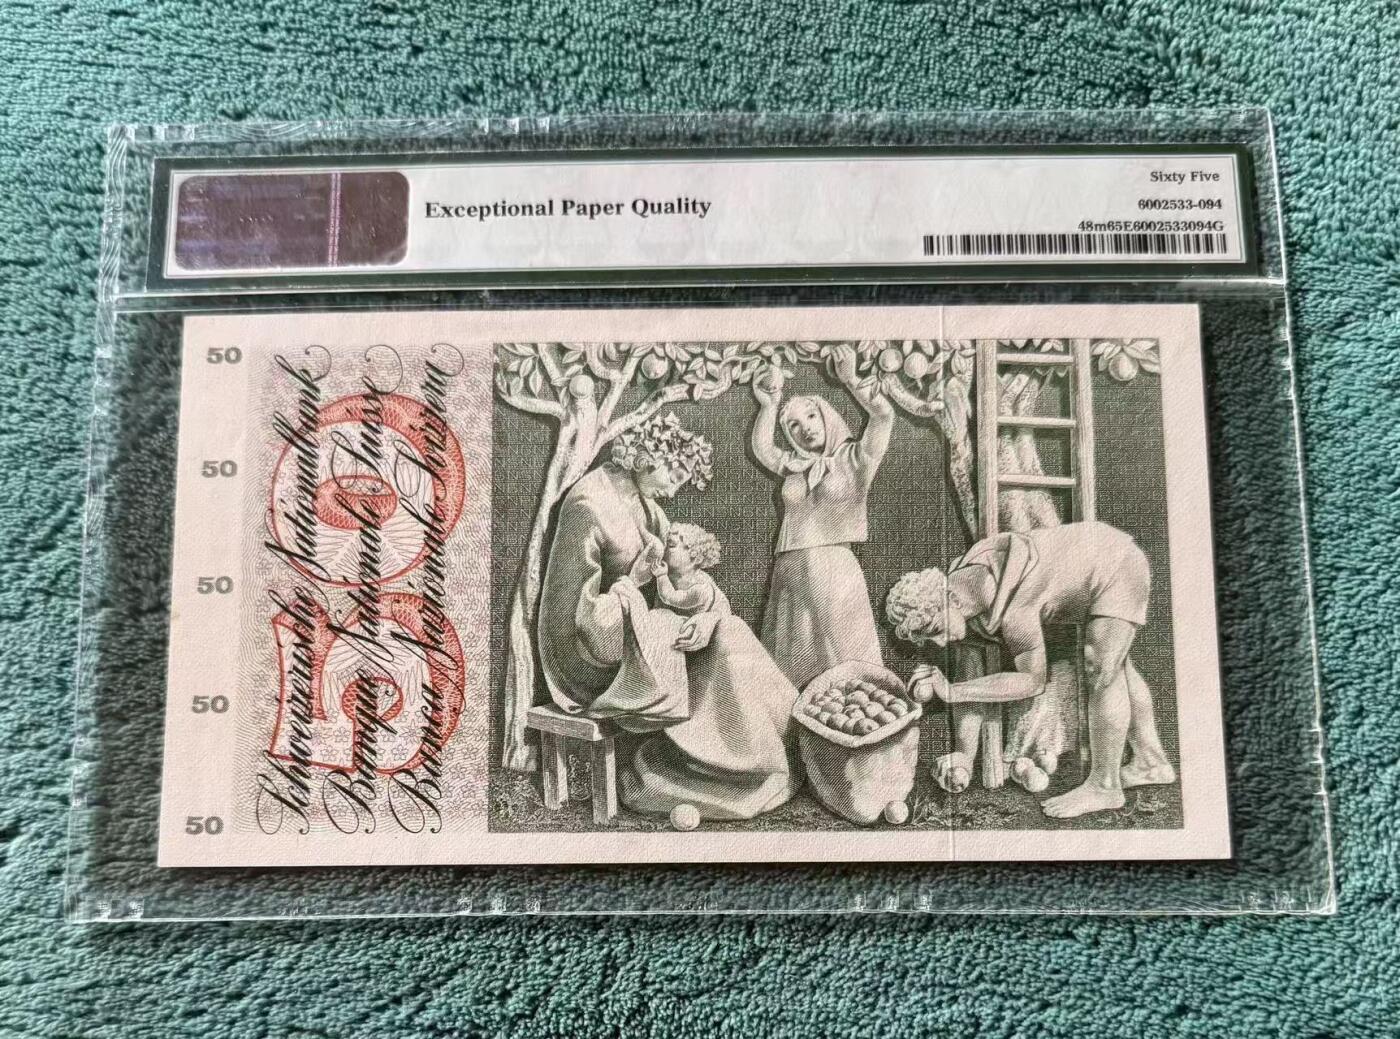 Exceptional Paper Quality
Sixty Five
6002533-094
48m65E6002533094G
50
50
50
50
50
50
Schweizerische Nationalbank
Banque Nationale Suisse
Banca Nazionale Svizzera